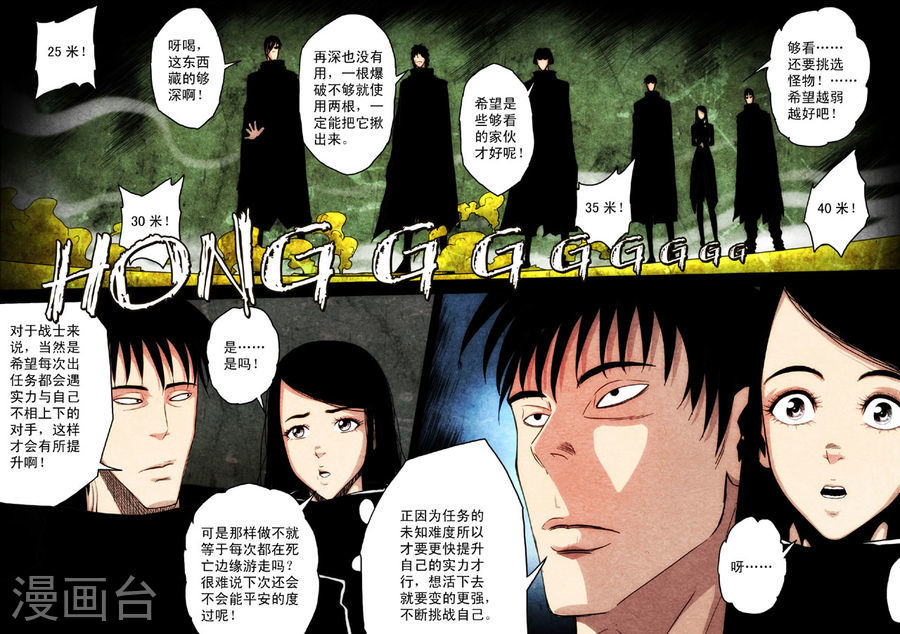 25 米！
呀喝，
这东西
藏的够
深啊！
再深也没有
用，一根爆
破不够就使
用两根，一
定能把它揪
出来。
希望是
些够看
的家伙
才好呢！
够看……
还要挑选
怪物！……
希望越弱
越好吧！
30 米！
35 米！
40 米！
HONG G G G G G G G
对于战士来
说，当然是
希望每次出
任务都会遇
实力与自己
不相上下的
对手，这样
才会有所提
升啊！
是……
是吗！
可是那样做不就
等于每次都在死
亡边缘游走吗？
很难说下次还会
不会能平安的度
过呢！
正因为任务的
未知难度所以
才要更快提升
自己的实力才
行，想活下去
就要变的更强，
不断挑战自己。
呀……
漫画台